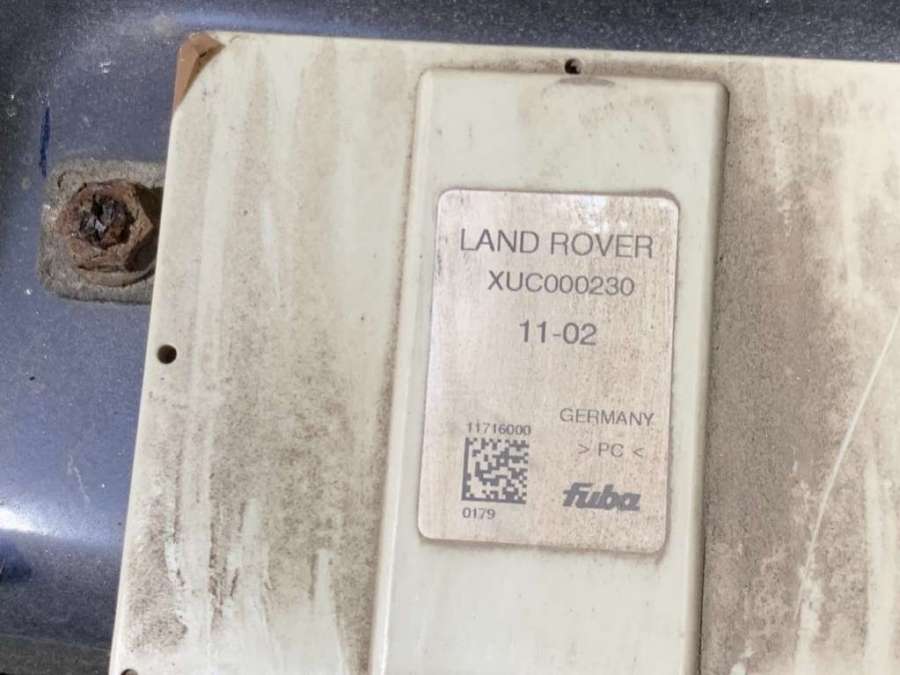 LAND ROVER
XUC000230
11-02
GERMANY
> PC <
11716000
0179
fuba